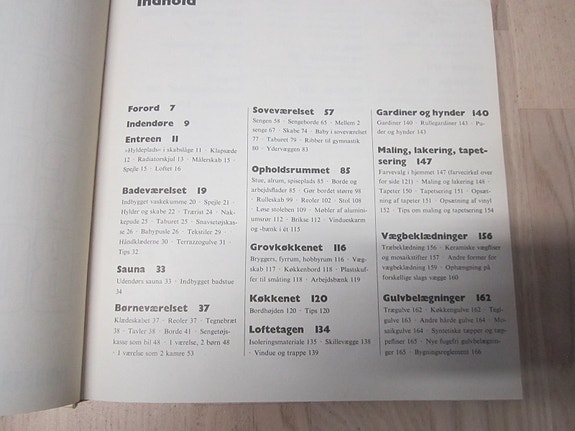 Indhold
Forord 7
Indendøre 9
Entreen 11
»Hyldeplads« i skabslåge 11 · Klapsæde
12 · Radiatorskjul 13 · Målerskab 15 ·
Spejle 15 · Loftet 16
Badeværelset 19
Indbygget vaskekumme 20 · Spejle 21 ·
Hylder og skabe 22 · Træriat 24 · Nak-
kepude 25 · Taburet 25 · Snavsetøjskas-
se 26 · Babypusle 26 · Tekstiler 29 ·
Håndklæderne 30 · Terrazzogulve 31 ·
Tips 32
Sauna 33
Udendørs sauna 33 · Indbygget badstue
34
Børneværelset 37
Klædeskabet 37 · Reoler 37 · Tegnebræt
38 · Tavler 38 · Borde 41 · Sengetøjs-
kasse som bil 48 · 1 værelse, 2 børn 48
· 1 værelse som 2 kamre 53
Soveværelset 57
Sengen 58 · Sengeborde 65 · Mellem 2
senge 67 · Skabe 74 · Baby i soveværelset
77 · Taburet 79 · Ribber til gymnastik
80 · Ydervæggen 83
Opholdsrummet 85
Stue, alrum, spiseplads 85 · Borde og
arbejdsflader 85 · Gør bordet større 98
· Rulleskab 99 · Reoler 102 · Stol 108
· Løse stoleben 109 · Møbler af alumini-
umsrør 112 · Brikse 112 · Vindueskarm
og -bænk i ét 115
Grovkøkkenet 116
Bryggers, fyrrum, hobbyrum 116 · Væg-
skab 117 · Køkkenbord 118 · Plastskuf-
fer til småting 118 · Arbejdsbænk 119
Køkkenet 120
Bordhøjden 120 · Tips 120
Loftetagen 134
Isoleringsmateriale 135 · Skillevægge 138
· Vindue og trappe 139
Gardiner og hynder 140
Gardiner 140 · Rullegardiner 143 · Pu-
der og hynder 143
Maling, lakering, tapet-
sering 147
Farvevalg i hjemmet 147 (farvecirkel over
for side 121) · Maling og lakering 148 ·
Tapeter 150 · Tapetsering 151 · Opsæt-
ning af tapeter 151 · Opsætning af vinyl
152 · Tips om maling og tapetsering 154
Vægbeklædninger 156
Træbeklædning 156 · Keramiske vægfliser
og mosaikstifter 157 · Andre former for
vægbeklædning 159 · Ophængning på
forskellige slags vægge 160
Gulvbelægninger 162
Trægulve 162 · Køkkengulve 162 · Tegl-
gulve 163 · Andre hårde gulve 164 · Mo-
saikgulve 164 · Syntetiske tæpper og tæp-
pefliser 165 · Nye fugefri gulvbelægnin-
ger 165 · Bygningsreglement 166